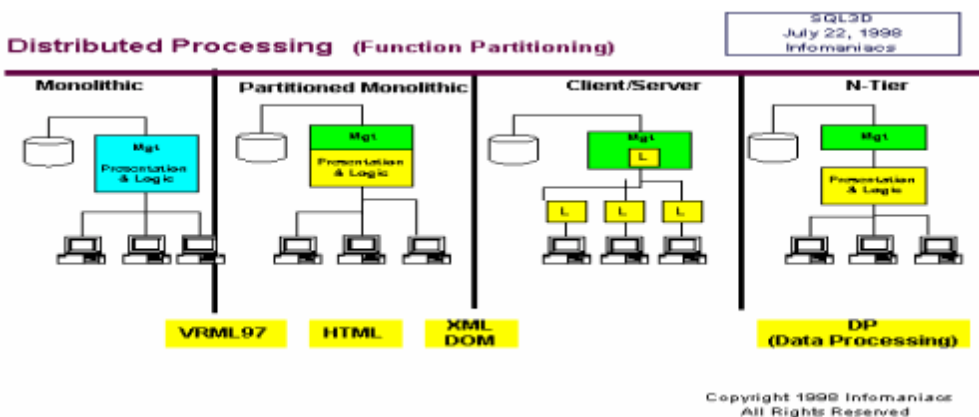 SQL3D
July 22, 1998
Infomaniacs
Distributed Processing (Function Partitioning)
Monolithic
Partitioned Monolithic
Client/Server
N-Tier
Mgt
Presentation
& Logic
Mgt
Presentation
& Logic
Mgt
L
L
L
L
Mgt
Presentation
& Logic
VRML97
HTML
XML
DOM
DP
(Data Processing)
Copyright 1998 Infomaniacs
All Rights Reserved